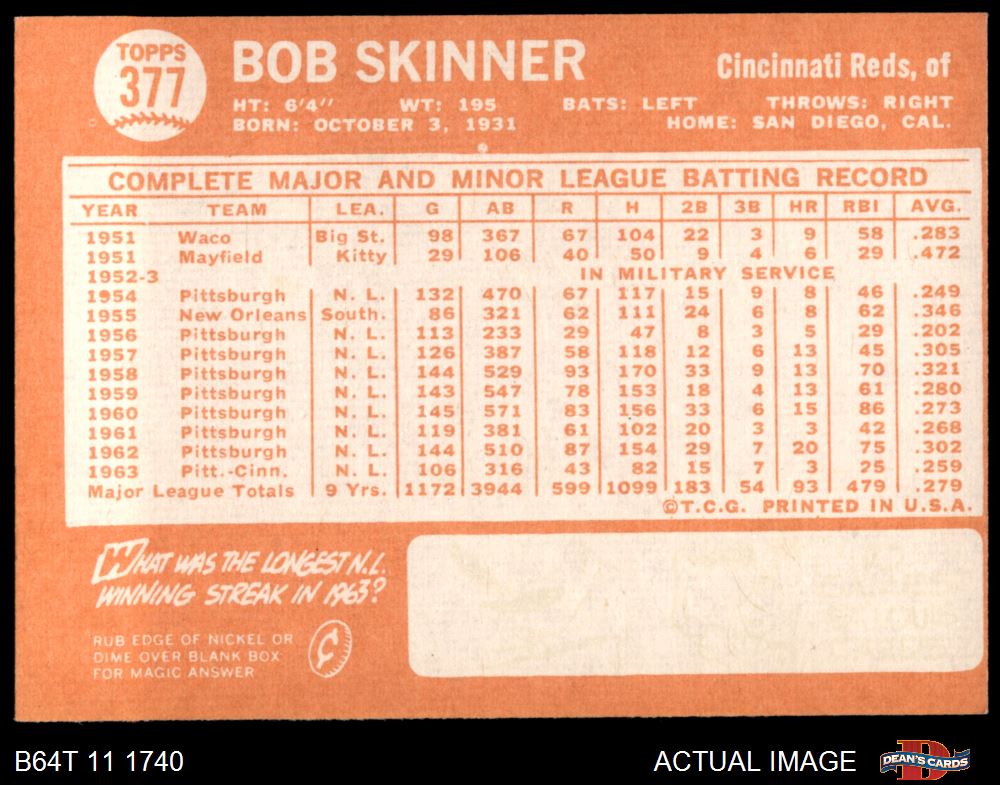 TOPPS
377
BOB SKINNER
Cincinnati Reds, of
HT: 6'4" WT: 195 BATS: LEFT THROWS: RIGHT
BORN: OCTOBER 3, 1931 HOME: SAN DIEGO, CAL.
COMPLETE MAJOR AND MINOR LEAGUE BATTING RECORD
YEAR TEAM LEA. G AB R H 2B 3B HR RBI AVG.
1951 Waco Big St. 98 367 67 104 22 3 9 58 .283
1951 Mayfield Kitty 29 106 40 50 9 4 6 29 .472
1952-3 IN MILITARY SERVICE
1954 Pittsburgh N. L. 132 470 67 117 15 9 8 46 .249
1955 New Orleans South. 86 321 62 111 24 6 8 62 .346
1956 Pittsburgh N. L. 113 233 29 47 8 3 5 29 .202
1957 Pittsburgh N. L. 126 387 58 118 12 6 13 45 .305
1958 Pittsburgh N. L. 144 529 93 170 33 9 13 70 .321
1959 Pittsburgh N. L. 143 547 78 153 18 4 13 61 .280
1960 Pittsburgh N. L. 145 571 83 156 33 6 15 86 .273
1961 Pittsburgh N. L. 119 381 61 102 20 3 3 42 .268
1962 Pittsburgh N. L. 144 510 87 154 29 7 20 75 .302
1963 Pitt.-Cinn. N. L. 106 316 43 82 15 7 3 25 .259
Major League Totals 9 Yrs. 1172 3944 599 1099 183 54 93 479 .279
©T.C.G. PRINTED IN U.S.A.
WHAT WAS THE LONGEST N.L.
WINNING STREAK IN 1963?
RUB EDGE OF NICKEL OR
DIME OVER BLANK BOX
FOR MAGIC ANSWER
¢
B64T 11 1740
ACTUAL IMAGE
D
DEAN'S CARDS